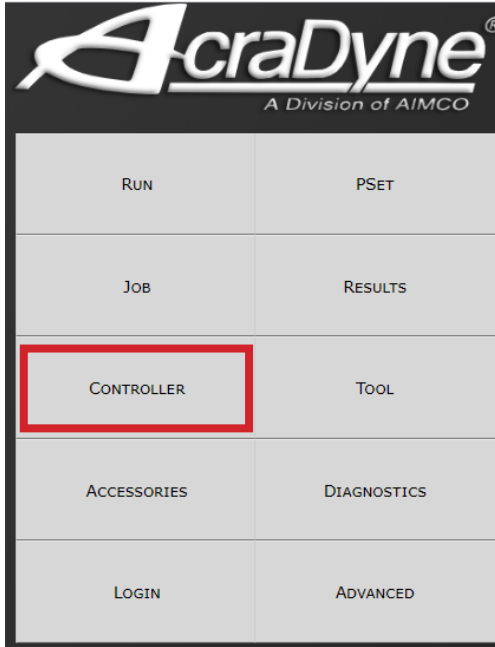 AcraDyne®
A Division of AIMCO
RUN PSET
JOB RESULTS
CONTROLLER TOOL
ACCESSORIES DIAGNOSTICS
LOGIN ADVANCED